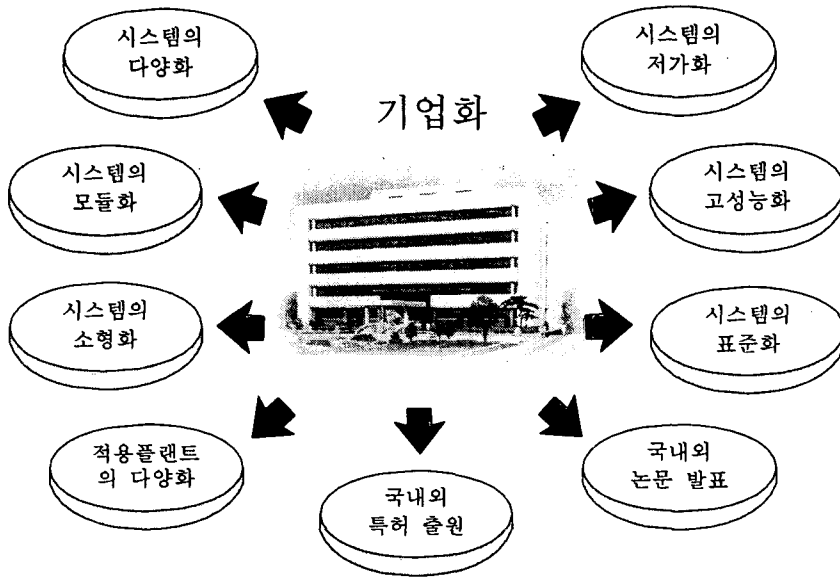 시스템의
다양화
시스템의
저가화
기업화
시스템의
모듈화
시스템의
고성능화
시스템의
소형화
시스템의
표준화
적용플랜트
의 다양화
국내외
특허 출원
국내외
논문 발표